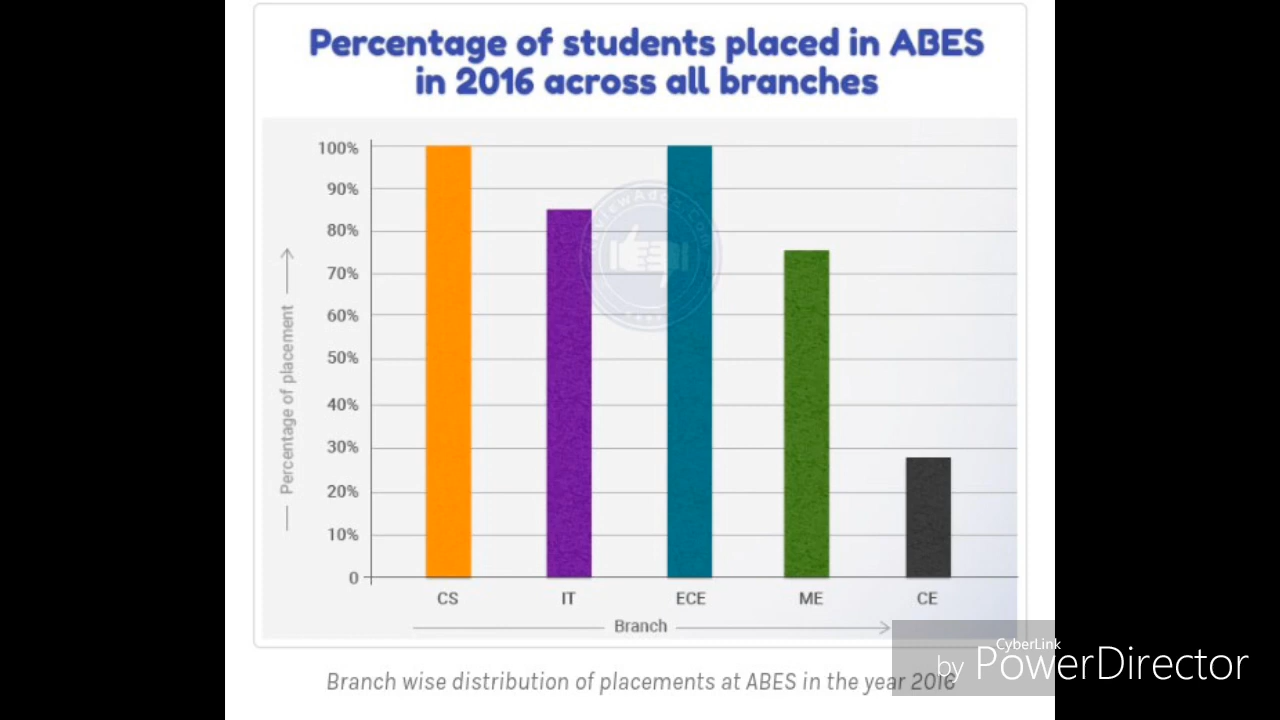 Percentage of students placed in ABES
in 2016 across all branches
100%
90%
80%
70%
60%
50%
40%
30%
20%
10%
0
Percentage of placement
CS IT ECE ME CE
Branch
CyberLink
by PowerDirector
Branch wise distribution of placements at ABES in the year 2016